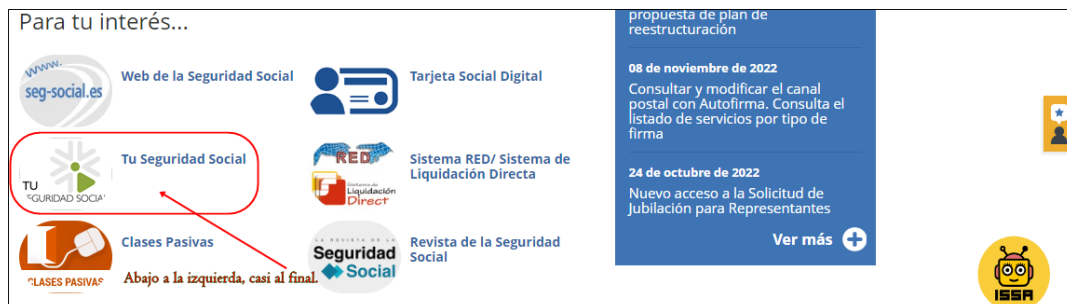 Para tu interés...
www.
seg-social.es
Web de la Seguridad Social
Tarjeta Social Digital
TU
SEGURIDAD SOCIAL
Tu Seguridad Social
RED
Sistema de
Liquidación
Direct
Sistema RED/ Sistema de
Liquidación Directa
CLASES PASIVAS
Clases Pasivas
Abajo a la izquierda, casi al final.
LA REVISTA DE LA
Seguridad
Social
Revista de la Seguridad
Social
propuesta de plan de
reestructuración
08 de noviembre de 2022
Consultar y modificar el canal
postal con Autofirma. Consulta el
listado de servicios por tipo de
firma
24 de octubre de 2022
Nuevo acceso a la Solicitud de
Jubilación para Representantes
Ver más
ISSA